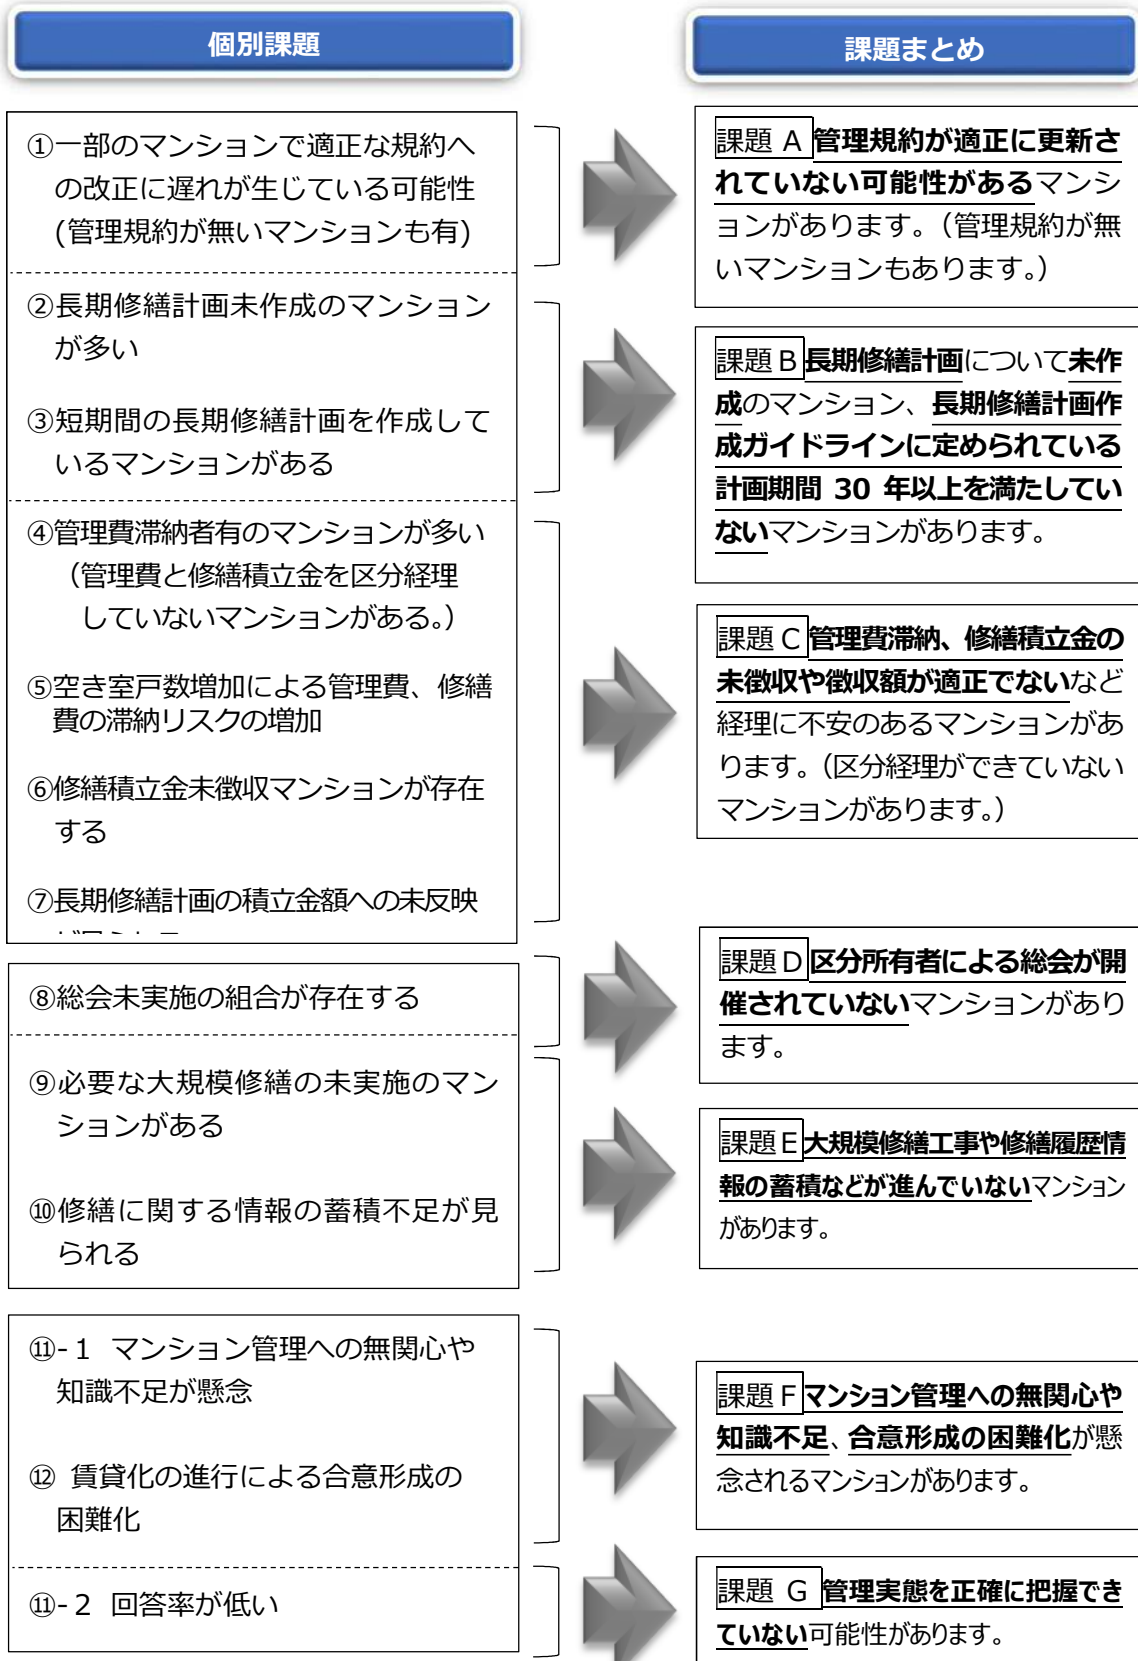 個別課題
①一部のマンションで適正な規約へ
の改正に遅れが生じている可能性
(管理規約が無いマンションも有)
②長期修繕計画未作成のマンション
が多い
③短期間の長期修繕計画を作成して
いるマンションがある
④管理費滞納者有のマンションが多い
（管理費と修繕積立金を区分経理
していないマンションがある。）
⑤空き室戸数増加による管理費、修繕
費の滞納リスクの増加
⑥修繕積立金未徴収マンションが存在
する
⑦長期修繕計画の積立金額への未反映
⑧総会未実施の組合が存在する
⑨必要な大規模修繕の未実施のマン
ションがある
⑩修繕に関する情報の蓄積不足が見
られる
⑪-１ マンション管理への無関心や
知識不足が懸念
⑫ 賃貸化の進行による合意形成の
困難化
⑪-２ 回答率が低い
課題まとめ
課題 A 管理規約が適正に更新さ
れていない可能性があるマンシ
ョンがあります。（管理規約が無
いマンションもあります。）
課題Ｂ長期修繕計画について未作
成のマンション、長期修繕計画作
成ガイドラインに定められている
計画期間 30 年以上を満たしてい
ないマンションがあります。
課題Ｃ管理費滞納、修繕積立金の
未徴収や徴収額が適正でないなど
経理に不安のあるマンションがあ
ります。（区分経理ができていない
マンションがあります。）
課題Ｄ区分所有者による総会が開
催されていないマンションがあり
ます。
課題Ｅ大規模修繕工事や修繕履歴情
報の蓄積などが進んでいないマンション
があります。
課題Ｆマンション管理への無関心や
知識不足、合意形成の困難化が懸
念されるマンションがあります。
課題 G 管理実態を正確に把握でき
ていない可能性があります。